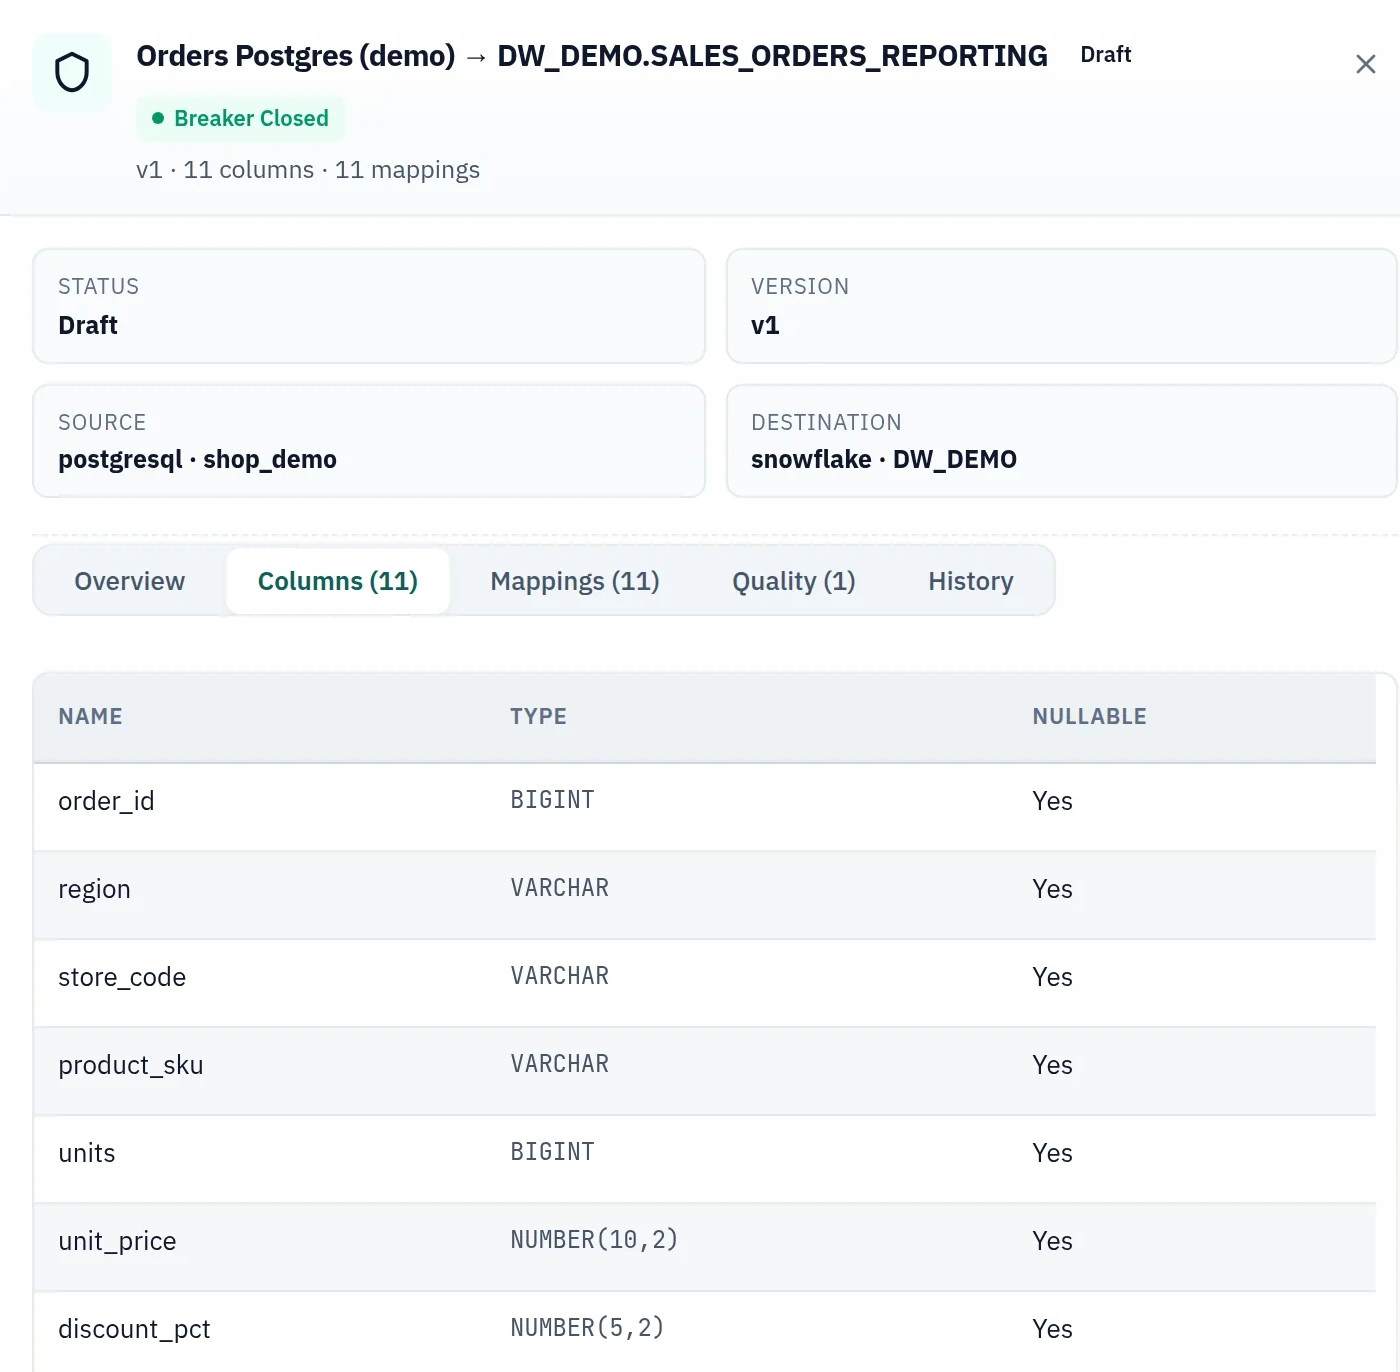 Orders Postgres (demo) → DW_DEMO.SALES_ORDERS_REPORTING Draft
Breaker Closed
v1 · 11 columns · 11 mappings
STATUS
Draft
VERSION
v1
SOURCE
postgresql · shop_demo
DESTINATION
snowflake · DW_DEMO
Overview Columns (11) Mappings (11) Quality (1) History
NAME TYPE NULLABLE
order_id BIGINT Yes
region VARCHAR Yes
store_code VARCHAR Yes
product_sku VARCHAR Yes
units BIGINT Yes
unit_price NUMBER(10,2) Yes
discount_pct NUMBER(5,2) Yes